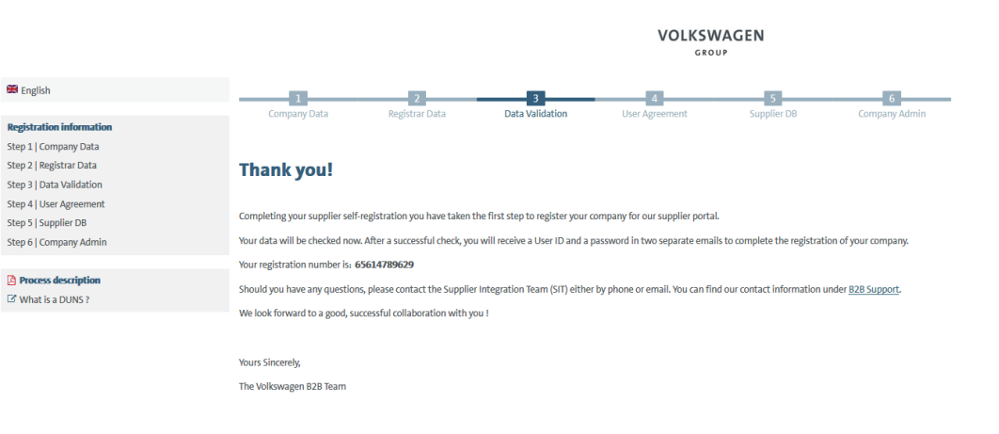 VOLKSWAGEN
GROUP
English
1 2 3 4 5 6
Company Data Registrar Data Data Validation User Agreement Supplier DB Company Admin
Registration information
Step 1 | Company Data
Step 2 | Registrar Data
Step 3 | Data Validation
Step 4 | User Agreement
Step 5 | Supplier DB
Step 6 | Company Admin
Process description
What is a DUNS ?
Thank you!
Completing your supplier self-registration you have taken the first step to register your company for our supplier portal.
Your data will be checked now. After a successful check, you will receive a User ID and a password in two separate emails to complete the registration of your company.
Your registration number is: 65614789629
Should you have any questions, please contact the Supplier Integration Team (SIT) either by phone or email. You can find our contact information under B2B Support.
We look forward to a good, successful collaboration with you !
Yours Sincerely,
The Volkswagen B2B Team